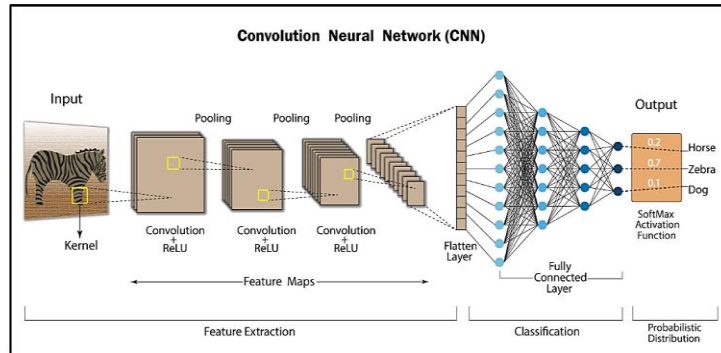 Convolution Neural Network (CNN)
Input
Pooling
Pooling
Pooling
Output
0.2
Horse
0.7
Zebra
0.1
Dog
Kernel
Convolution
+
ReLU
Convolution
+
ReLU
Convolution
+
ReLU
Flatten
Layer
SoftMax
Activation
Function
Feature Maps
Fully
Connected
Layer
Feature Extraction
Classification
Probabilistic
Distribution